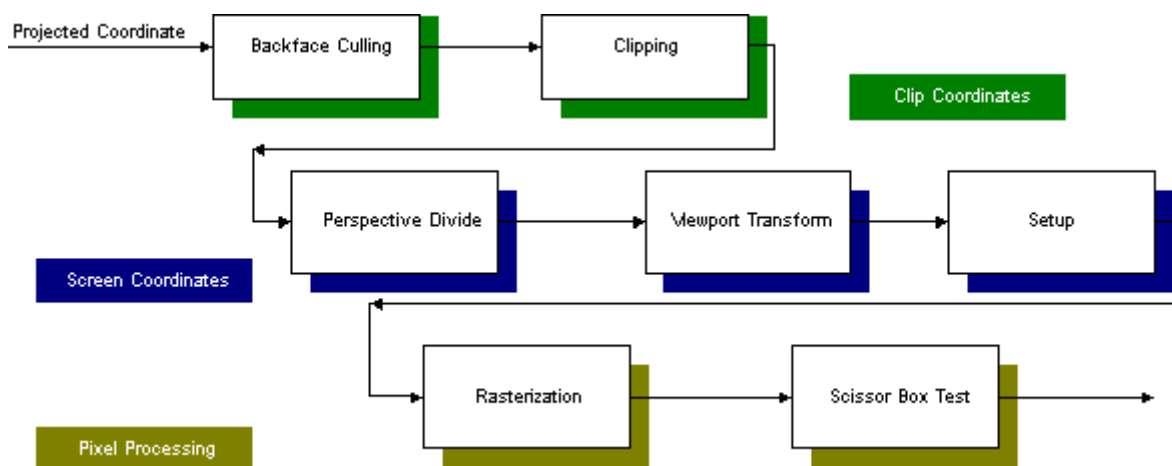 Projected Coordinate
Backface Culling
Clipping
Clip Coordinates
Perspective Divide
Viewport Transform
Setup
Screen Coordinates
Rasterization
Scissor Box Test
Pixel Processing